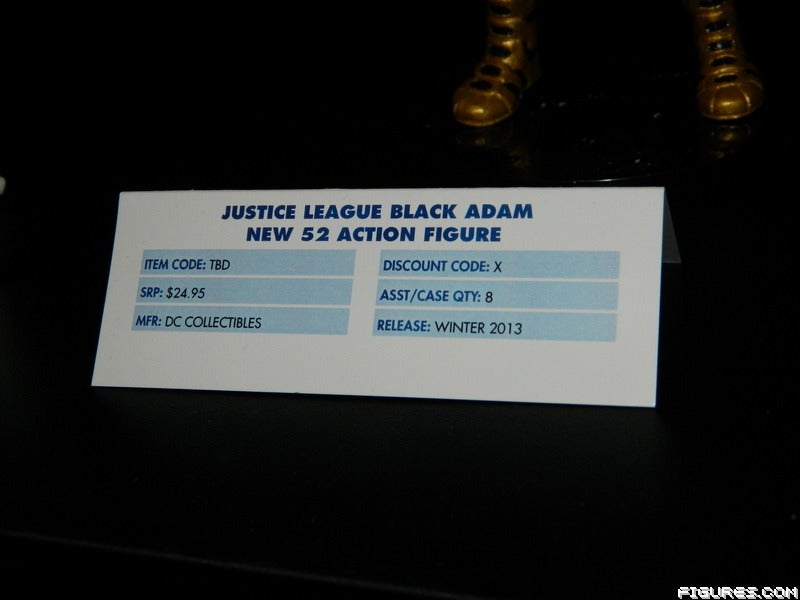 JUSTICE LEAGUE BLACK ADAM
NEW 52 ACTION FIGURE
ITEM CODE: TBD
DISCOUNT CODE: X
SRP: $24.95
ASST/CASE QTY: 8
MFR: DC COLLECTIBLES
RELEASE: WINTER 2013
FIGURES.COM